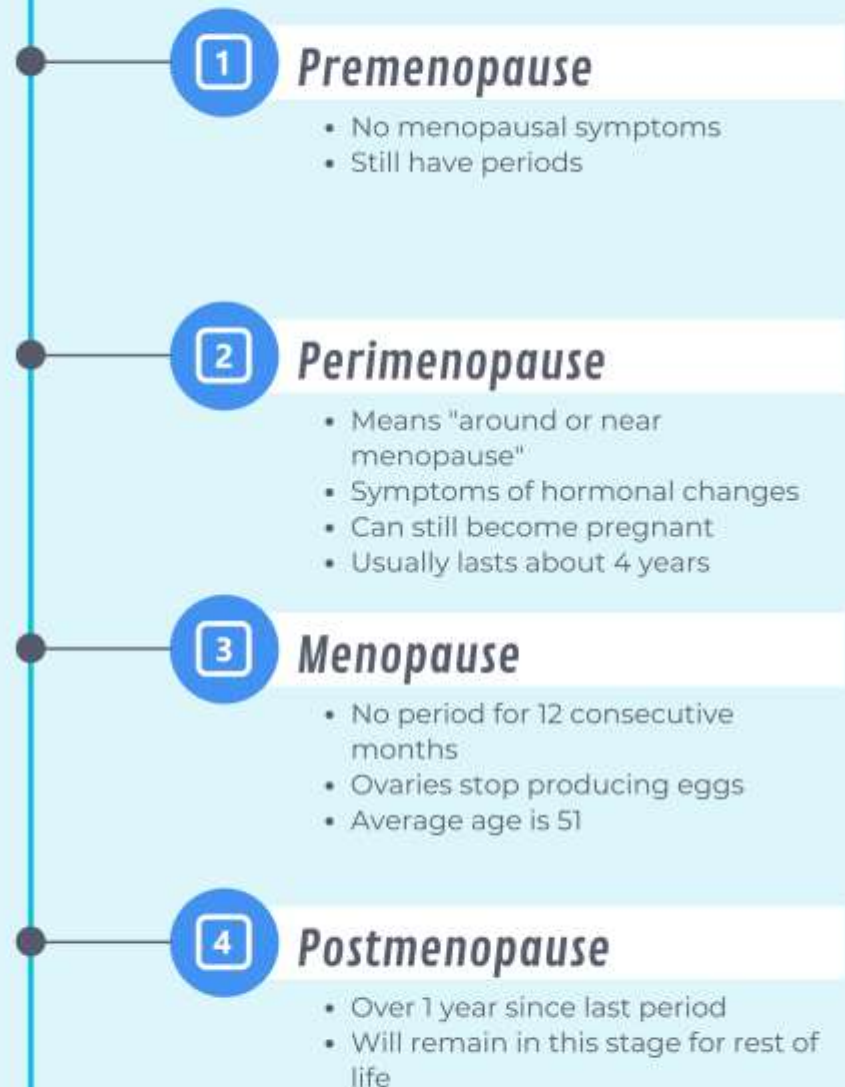 1
Premenopause
• No menopausal symptoms
• Still have periods
2
Perimenopause
• Means "around or near
menopause"
• Symptoms of hormonal changes
• Can still become pregnant
• Usually lasts about 4 years
3
Menopause
• No period for 12 consecutive
months
• Ovaries stop producing eggs
• Average age is 51
4
Postmenopause
• Over 1 year since last period
• Will remain in this stage for rest of
life